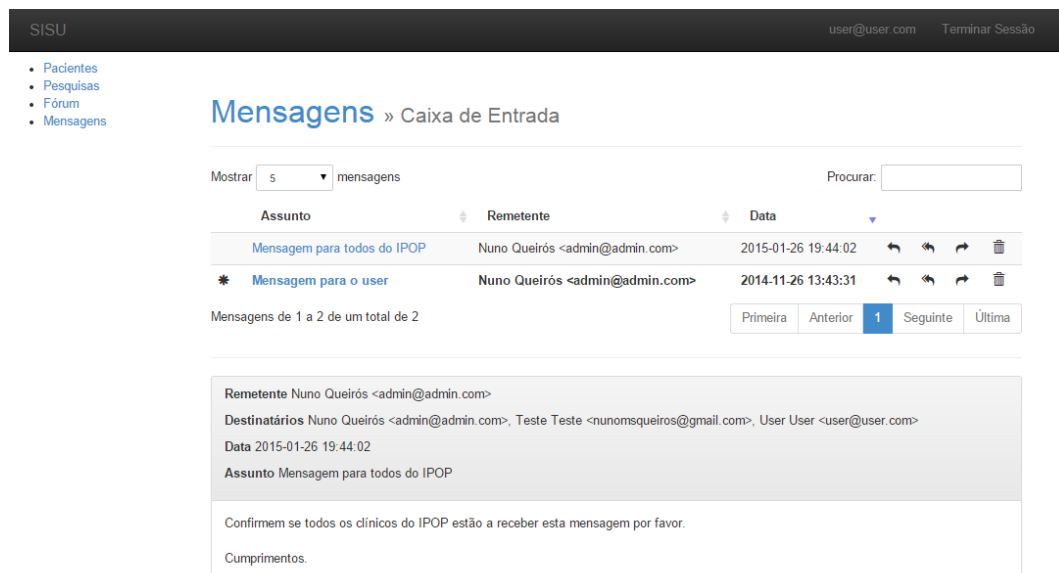 SISU user@user.com Terminar Sessão
Pacientes
Pesquisas
Fórum
Mensagens
Mensagens » Caixa de Entrada
Mostrar 5 mensagens Procurar:
Assunto Remetente Data
Mensagem para todos do IPOP Nuno Queirós <admin@admin.com> 2015-01-26 19:44:02
Mensagem para o user Nuno Queirós <admin@admin.com> 2014-11-26 13:43:31
Mensagens de 1 a 2 de um total de 2 Primeira Anterior 1 Seguinte Última
Remetente Nuno Queirós <admin@admin.com>
Destinatários Nuno Queirós <admin@admin.com>, Teste Teste <nunomsqueiros@gmail.com>, User User <user@user.com>
Data 2015-01-26 19:44:02
Assunto Mensagem para todos do IPOP
Confirmem se todos os clínicos do IPOP estão a receber esta mensagem por favor.
Cumprimentos.